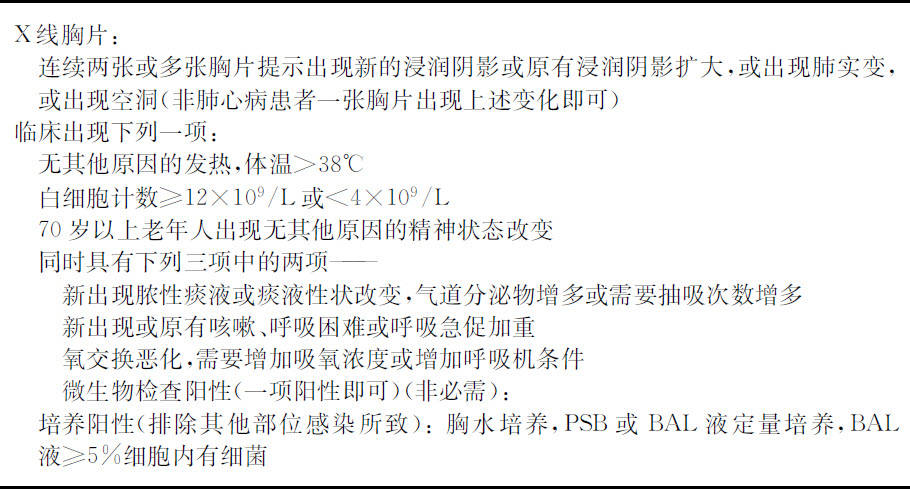 X线胸片：
连续两张或多张胸片提示出现新的浸润阴影或原有浸润阴影扩大，或出现肺实变，
或出现空洞(非肺心病患者一张胸片出现上述变化即可)
临床出现下列一项：
无其他原因的发热，体温＞38℃
白细胞计数≥12×10⁹/L或＜4×10⁹/L
70岁以上老年人出现无其他原因的精神状态改变
同时具有下列三项中的两项——
新出现脓性痰液或痰液性状改变，气道分泌物增多或需要抽吸次数增多
新出现或原有咳嗽、呼吸困难或呼吸急促加重
氧交换恶化，需要增加吸氧浓度或增加呼吸机条件
微生物检查阳性(一项阳性即可)(非必需)：
培养阳性(排除其他部位感染所致)：胸水培养，PSB或BAL液定量培养，BAL
液≥5%细胞内有细菌